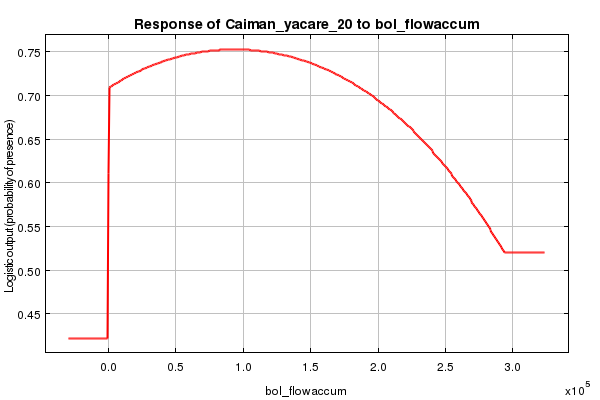 Response of Caiman_yacare_20 to bol_flowaccum
Logistic output (probability of presence)
0.75
0.70
0.65
0.60
0.55
0.50
0.45
0.0 0.5 1.0 1.5 2.0 2.5 3.0
bol_flowaccum
x10^5